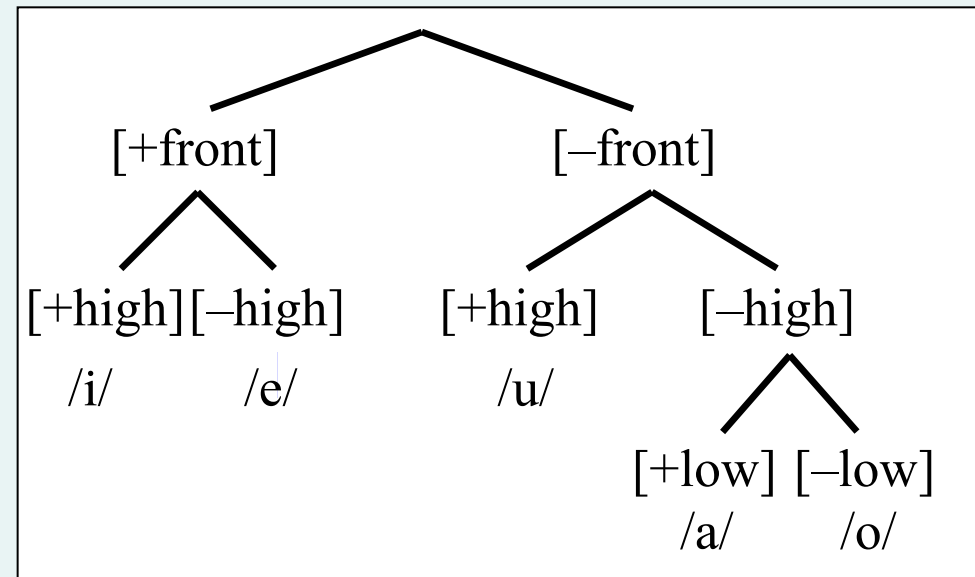 [+front] [–front]
[+high][–high] [+high] [–high]
/i/ /e/ /u/
[+low] [–low]
/a/ /o/